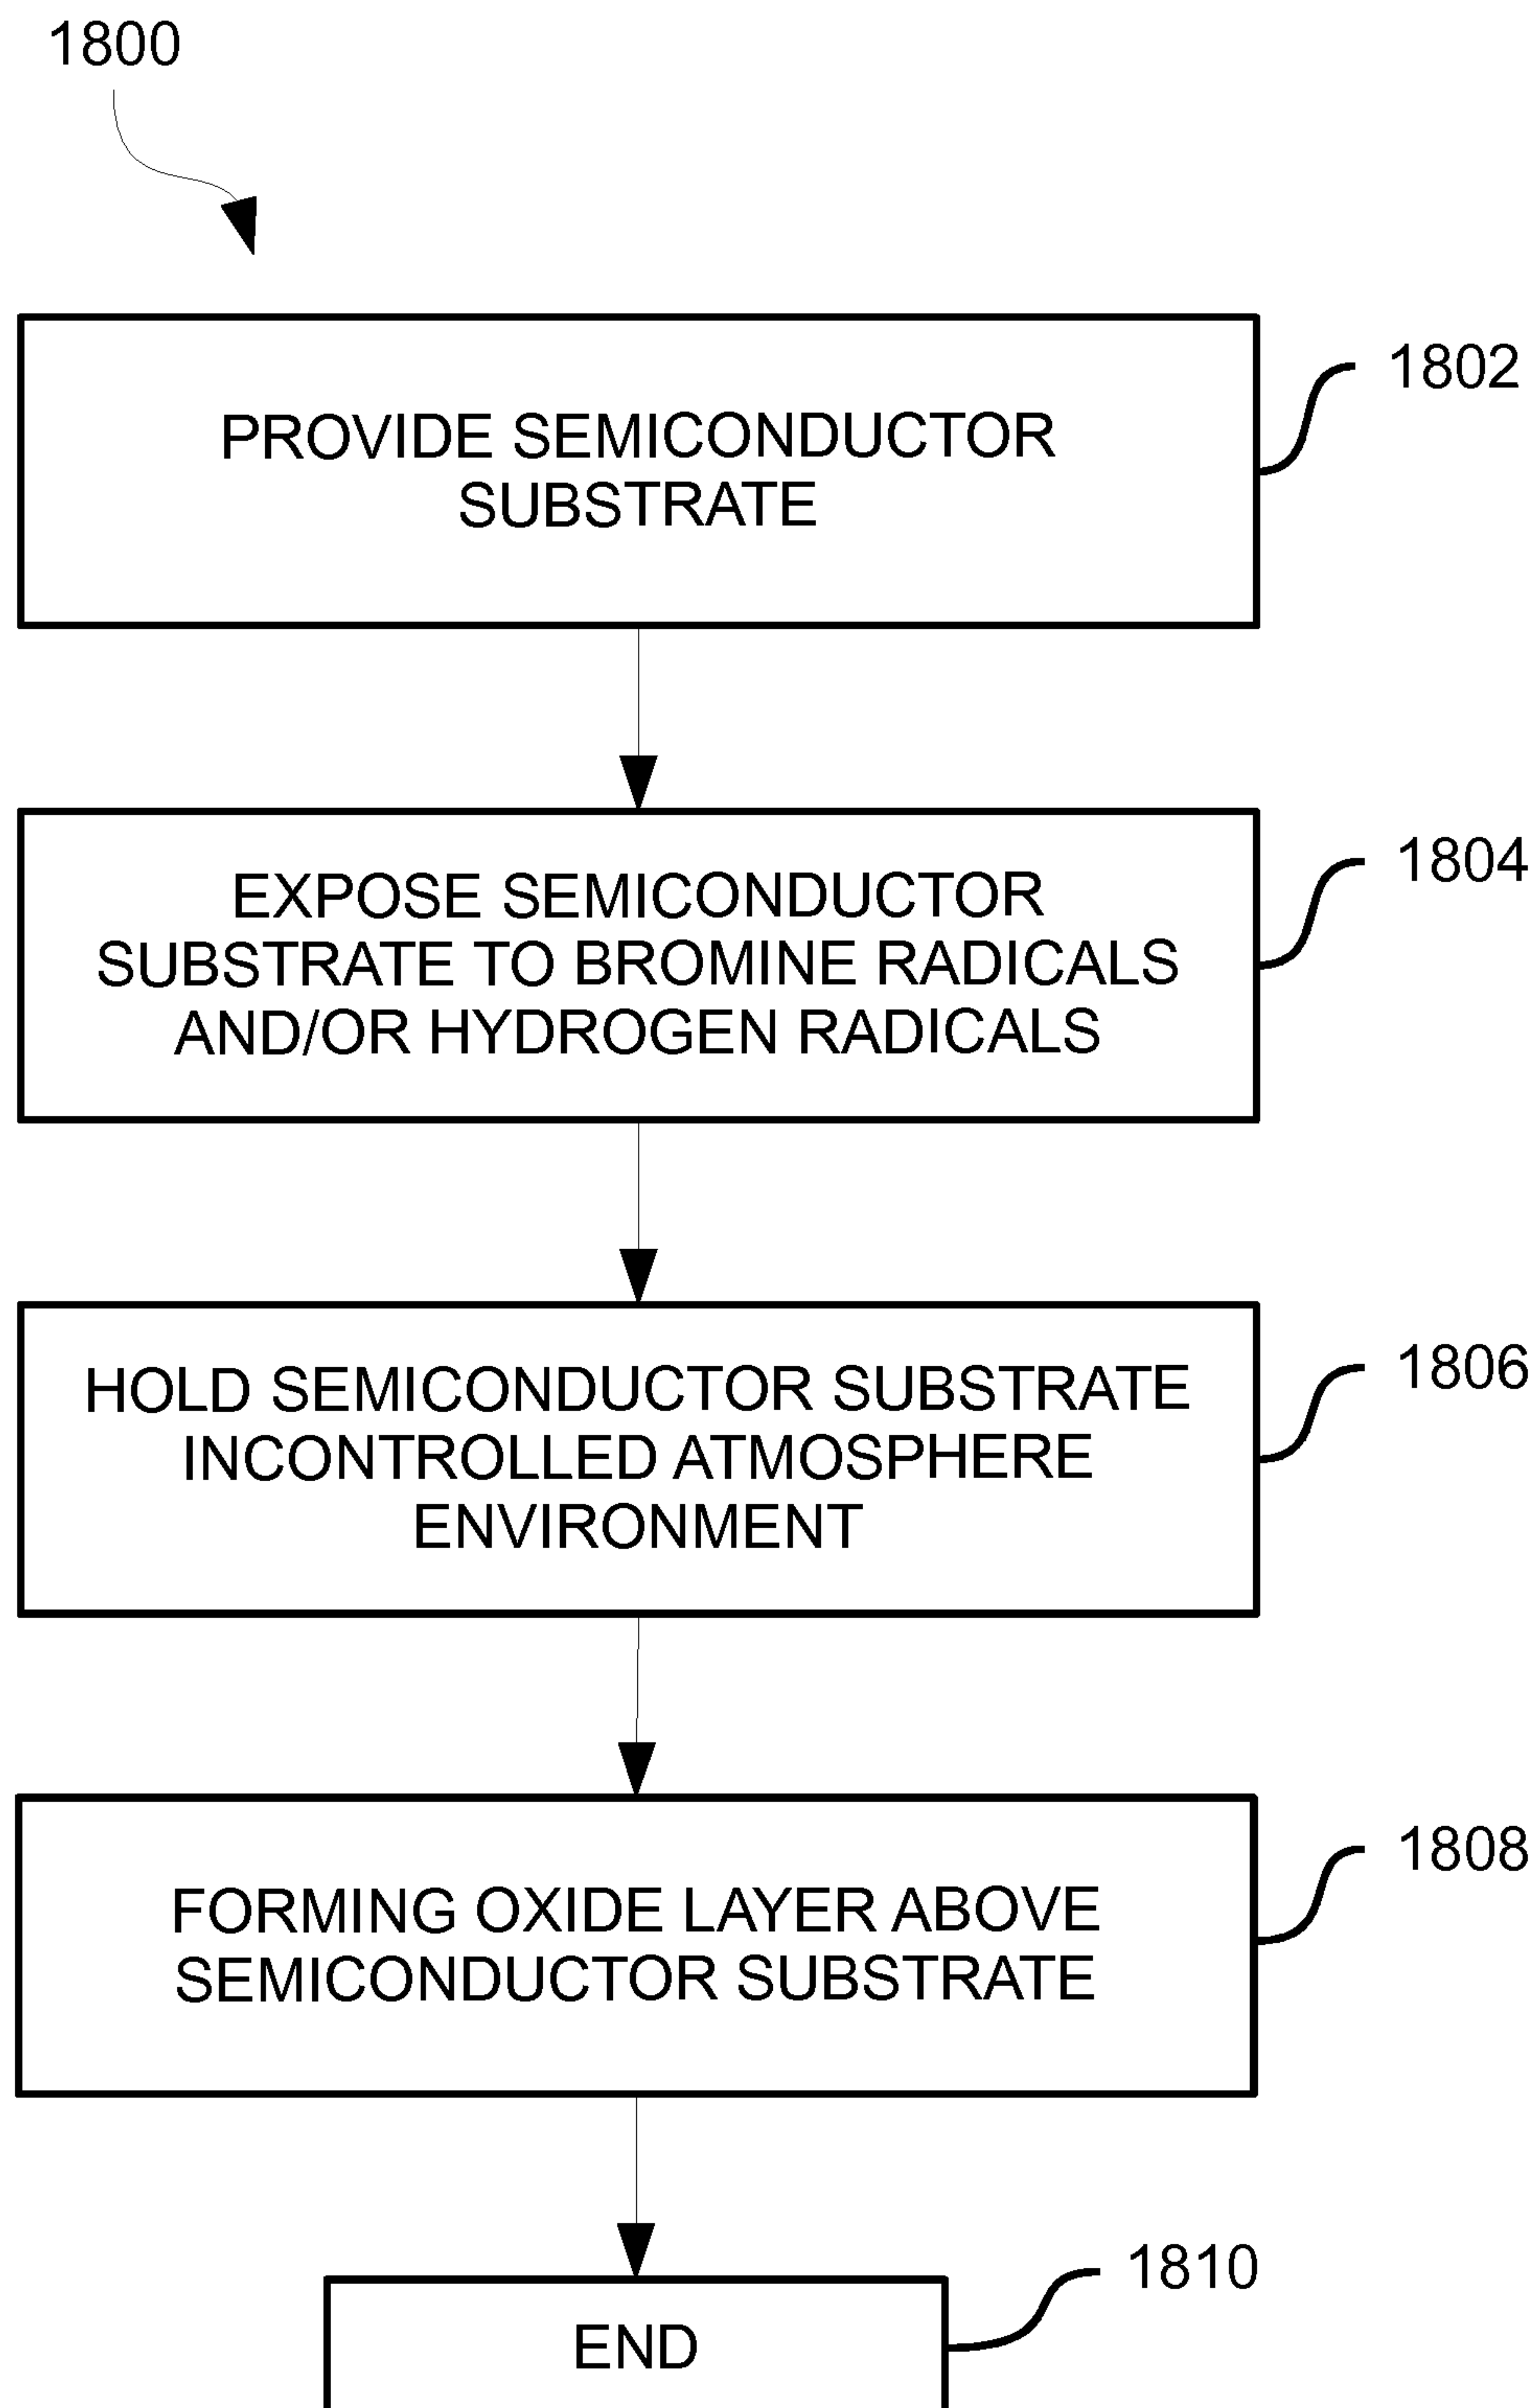 1800
PROVIDE SEMICONDUCTOR
SUBSTRATE
1802
EXPOSE SEMICONDUCTOR
SUBSTRATE TO BROMINE RADICALS
AND/OR HYDROGEN RADICALS
1804
HOLD SEMICONDUCTOR SUBSTRATE
INCONTROLLED ATMOSPHERE
ENVIRONMENT
1806
FORMING OXIDE LAYER ABOVE
SEMICONDUCTOR SUBSTRATE
1808
END
1810